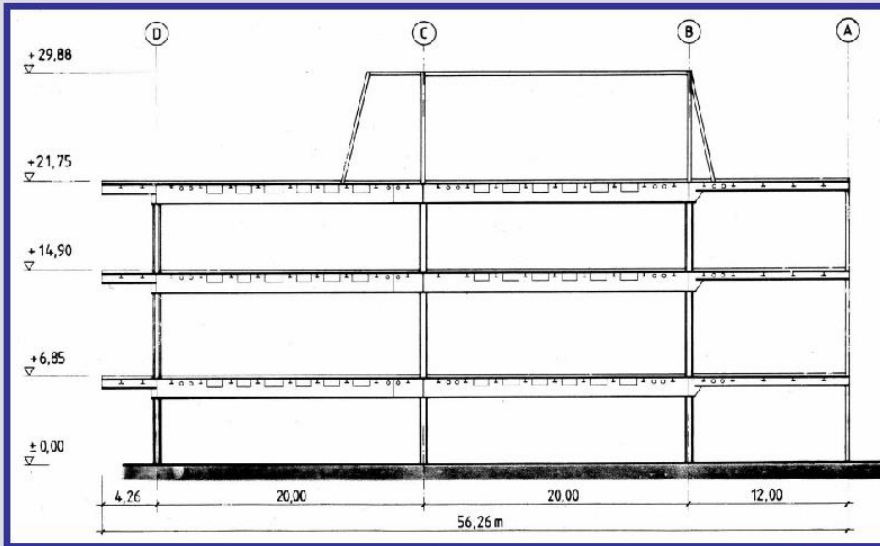 D C B A
+ 29,88
+ 21,75
+ 14,90
+ 6,85
± 0,00
4,26 20,00 20,00 12,00
56,26 m